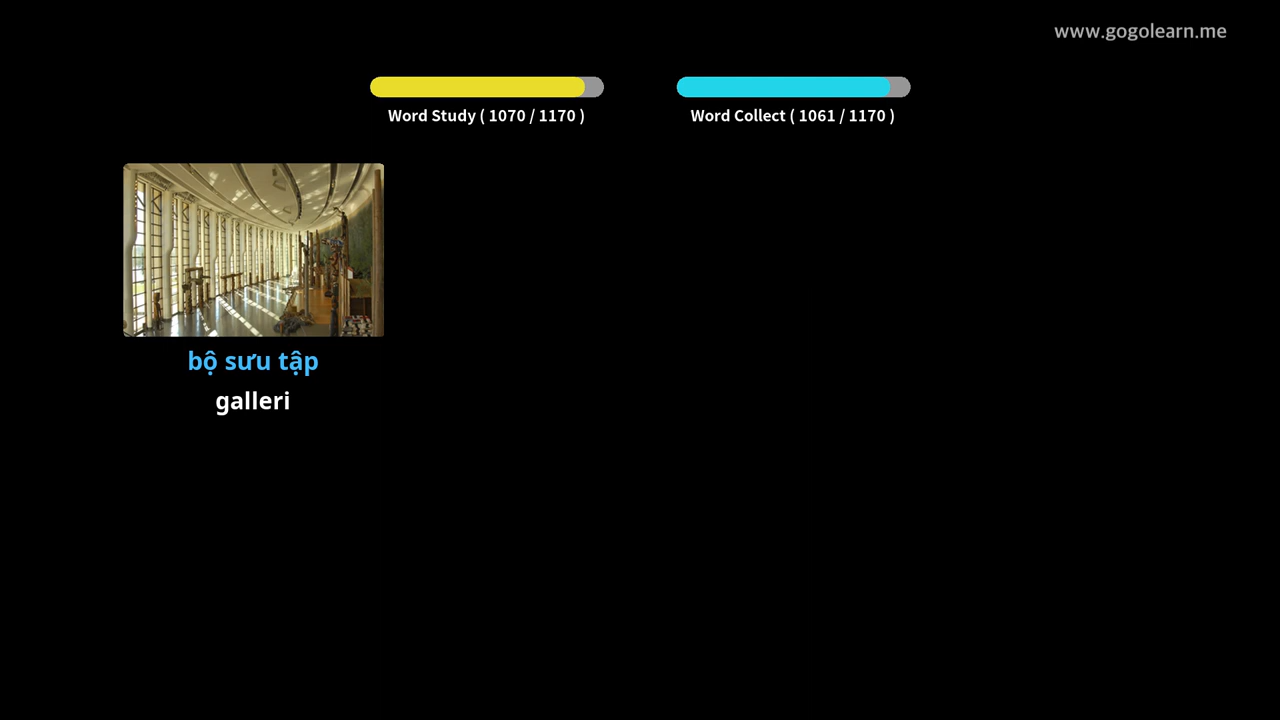 www.gogolearn.me
Word Study ( 1070 / 1170 )
Word Collect ( 1061 / 1170 )
bộ sưu tập
galleri